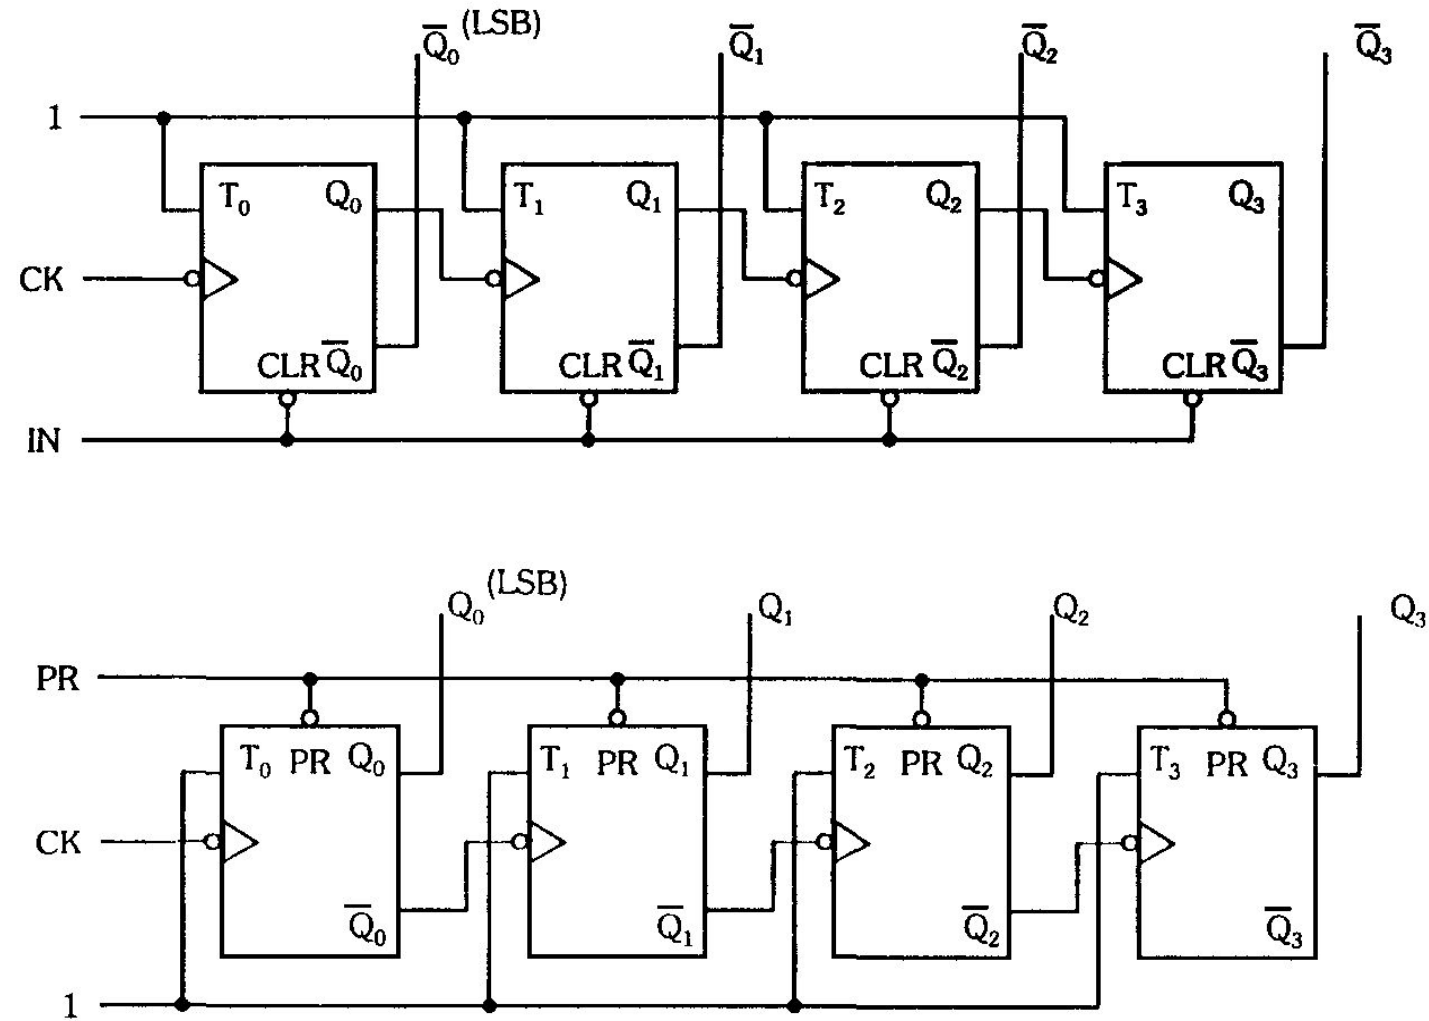 Q̅₀ (LSB) Q̅₁ Q̅₂ Q̅₃
1
T₀ Q₀ T₁ Q₁ T₂ Q₂ T₃ Q₃
CK
CLR Q̅₀ CLR Q̅₁ CLR Q̅₂ CLR Q̅₃
IN
Q₀ (LSB) Q₁ Q₂ Q₃
PR
T₀ PR Q₀ T₁ PR Q₁ T₂ PR Q₂ T₃ PR Q₃
CK
Q̅₀ Q̅₁ Q̅₂ Q̅₃
1